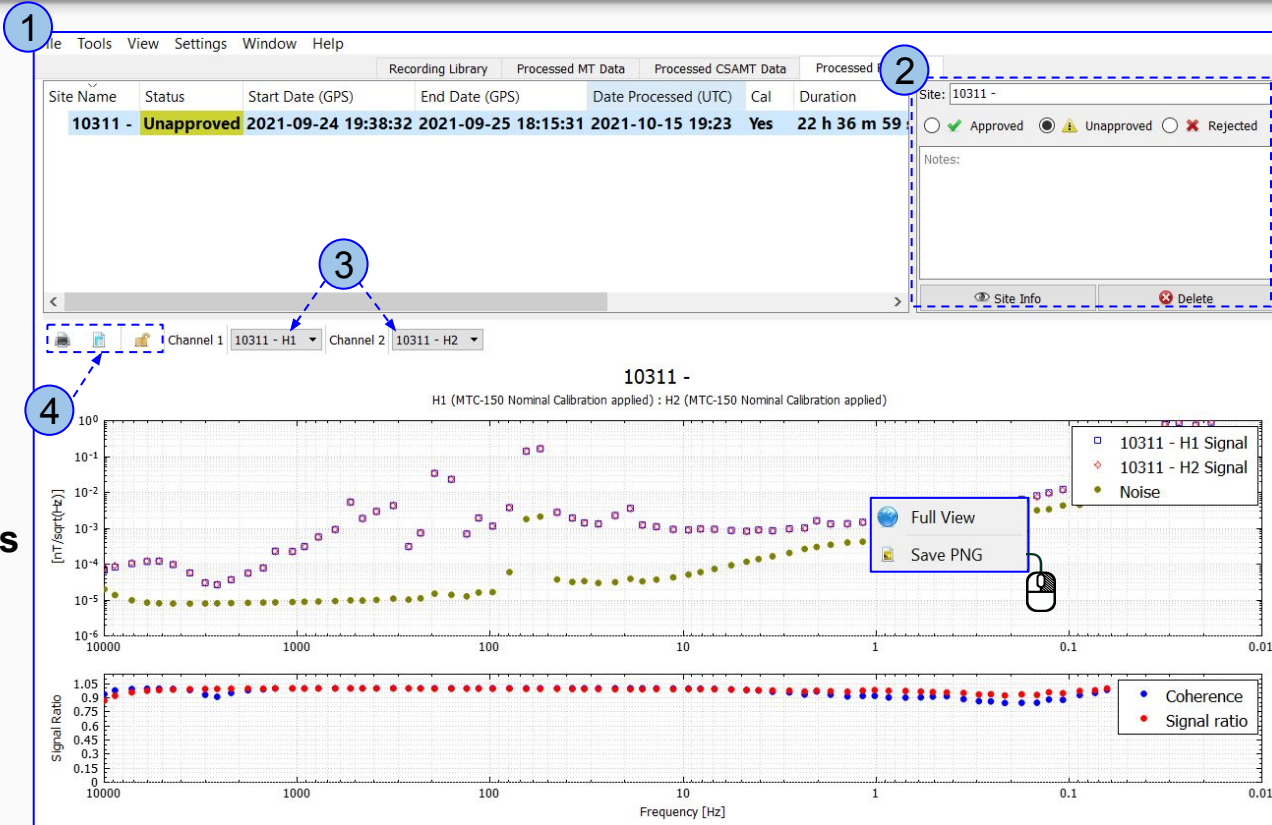 1
File Tools View Settings Window Help
Recording Library Processed MT Data Processed CSAMT Data Processed
2
Site Name Status Start Date (GPS) End Date (GPS) Date Processed (UTC) Cal Duration
10311 - Unapproved 2021-09-24 19:38:32 2021-09-25 18:15:31 2021-10-15 19:23 Yes 22 h 36 m 59 s
Site: 10311 -
Approved Unapproved Rejected
Notes:
Site Info Delete
3
Channel 1 10311 - H1 Channel 2 10311 - H2
4
s
10311 -
H1 (MTC-150 Nominal Calibration applied) : H2 (MTC-150 Nominal Calibration applied)
[nT/sqrt(Hz)]
10⁰
10⁻¹
10⁻²
10⁻³
10⁻⁴
10⁻⁵
10⁻⁶
10000 1000 100 10 1 0.1 0.01
10311 - H1 Signal
10311 - H2 Signal
Noise
Full View
Save PNG
Signal Ratio
1.05
0.9
0.75
0.6
0.45
0.3
0.15
0
10000 1000 100 10 1 0.1 0.01
Coherence
Signal ratio
Frequency [Hz]